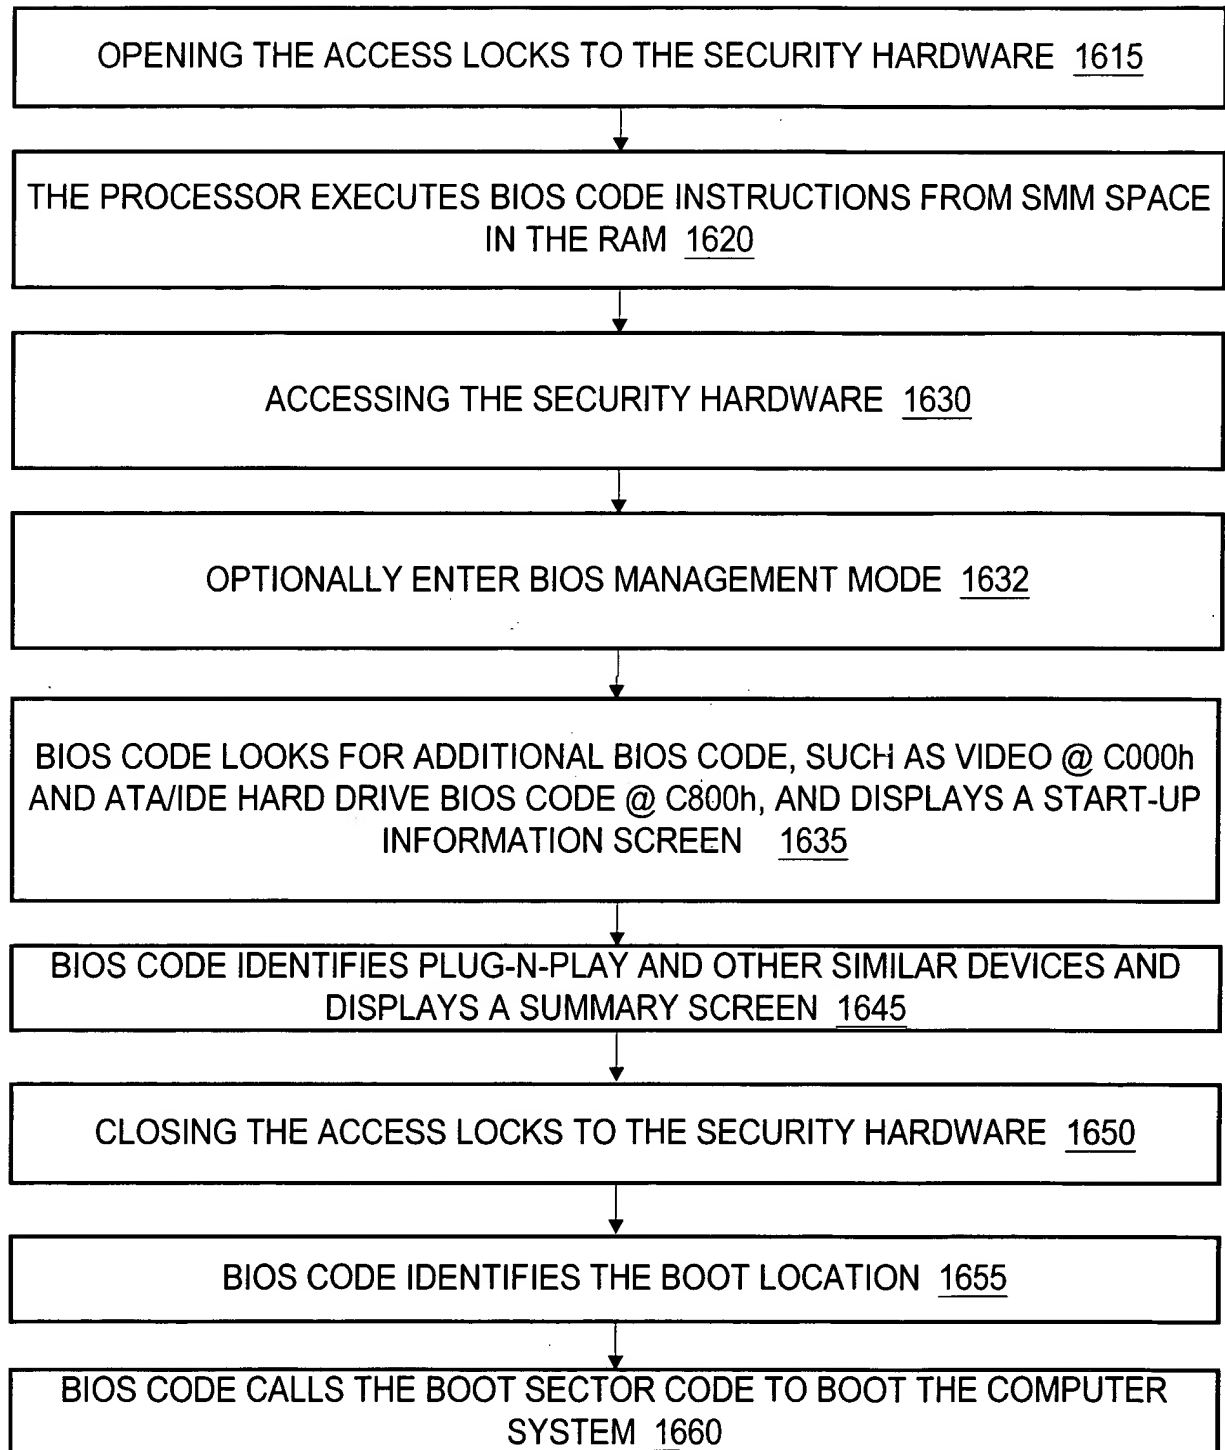 OPENING THE ACCESS LOCKS TO THE SECURITY HARDWARE 1615
THE PROCESSOR EXECUTES BIOS CODE INSTRUCTIONS FROM SMM SPACE
IN THE RAM 1620
ACCESSING THE SECURITY HARDWARE 1630
OPTIONALLY ENTER BIOS MANAGEMENT MODE 1632
BIOS CODE LOOKS FOR ADDITIONAL BIOS CODE, SUCH AS VIDEO @ C000h
AND ATA/IDE HARD DRIVE BIOS CODE @ C800h, AND DISPLAYS A START-UP
INFORMATION SCREEN 1635
BIOS CODE IDENTIFIES PLUG-N-PLAY AND OTHER SIMILAR DEVICES AND
DISPLAYS A SUMMARY SCREEN 1645
CLOSING THE ACCESS LOCKS TO THE SECURITY HARDWARE 1650
BIOS CODE IDENTIFIES THE BOOT LOCATION 1655
BIOS CODE CALLS THE BOOT SECTOR CODE TO BOOT THE COMPUTER
SYSTEM 1660